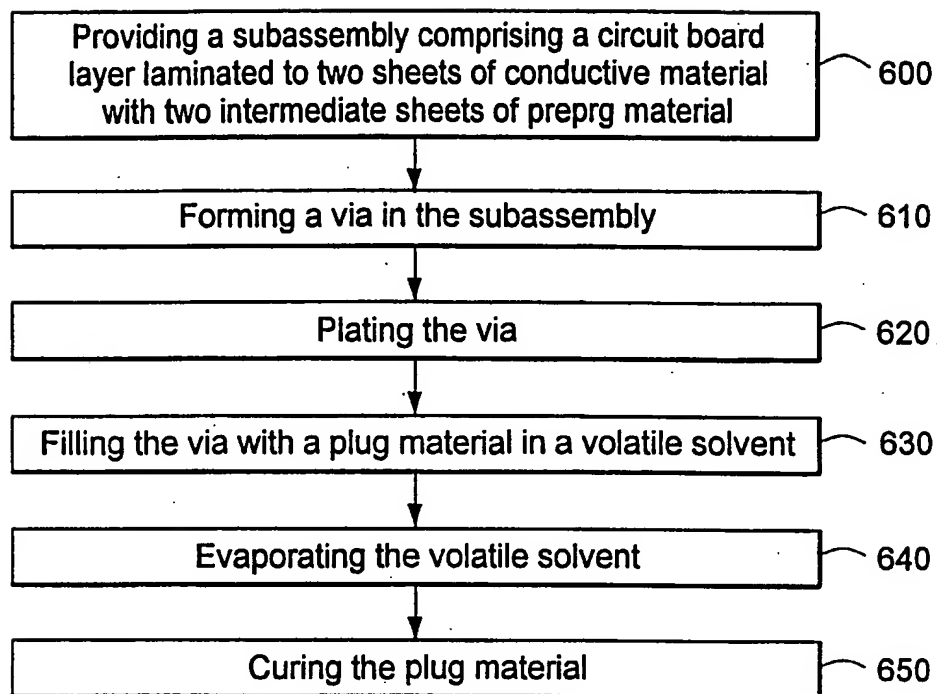 Providing a subassembly comprising a circuit board
layer laminated to two sheets of conductive material
with two intermediate sheets of preprg material
600
Forming a via in the subassembly
610
Plating the via
620
Filling the via with a plug material in a volatile solvent
630
Evaporating the volatile solvent
640
Curing the plug material
650